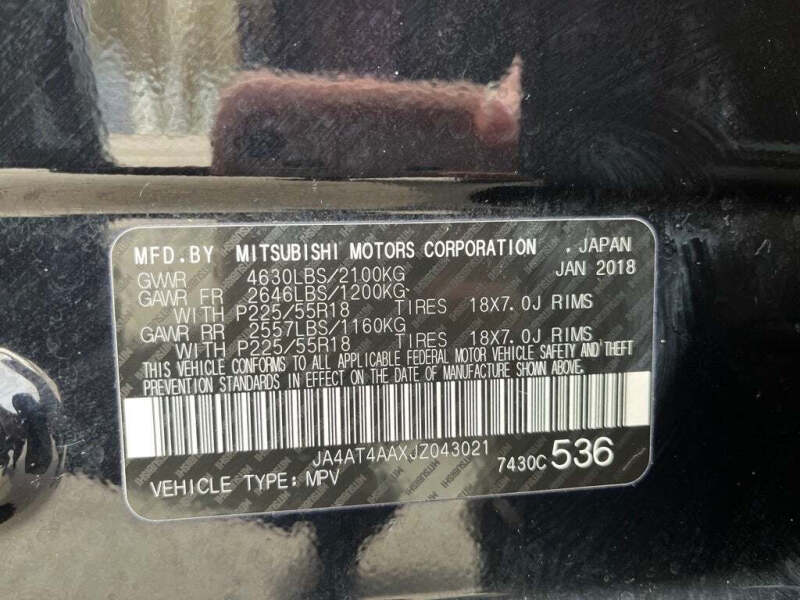 MFD.BY MITSUBISHI MOTORS CORPORATION , JAPAN
GVWR 4630LBS/2100KG JAN 2018
GAWR FR 2646LBS/1200KG
WITH P225/55R18 TIRES 18X7.0J RIMS
GAWR RR 2557LBS/1160KG
WITH P225/55R18 TIRES 18X7.0J RIMS
THIS VEHICLE CONFORMS TO ALL APPLICABLE FEDERAL MOTOR VEHICLE SAFETY AND THEFT
PREVENTION STANDARDS IN EFFECT ON THE DATE OF MANUFACTURE SHOWN ABOVE.
JA4AT4AAXJZ043021
7430C 536
VEHICLE TYPE: MPV